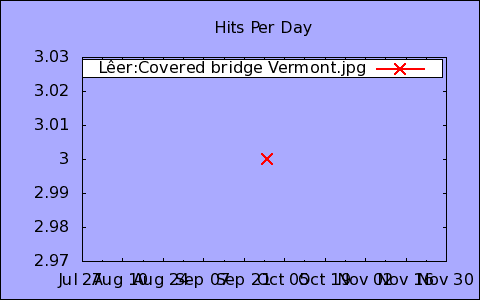 Hits Per Day
3.03
Lêer:Covered bridge Vermont.jpg
3.02
3.01
3
2.99
2.98
2.97
Jul 27 Aug 10 Aug 24 Sep 07 Sep 21 Oct 05 Oct 19 Nov 02 Nov 16 Nov 30